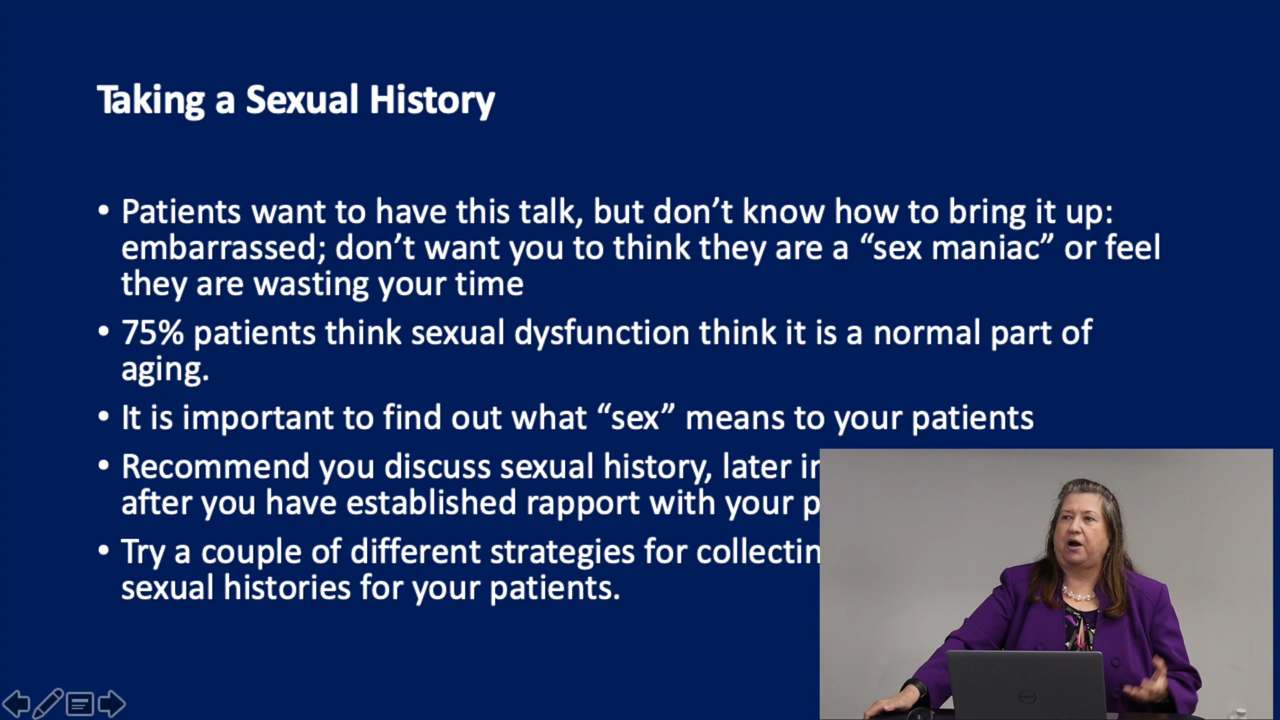 Taking a Sexual History
• Patients want to have this talk, but don’t know how to bring it up:
embarrassed; don’t want you to think they are a “sex maniac” or feel
they are wasting your time
• 75% patients think sexual dysfunction think it is a normal part of
aging.
• It is important to find out what “sex” means to your patients
• Recommend you discuss sexual history, later
after you have established rapport with your
• Try a couple of different strategies for
sexual histories for your patients.